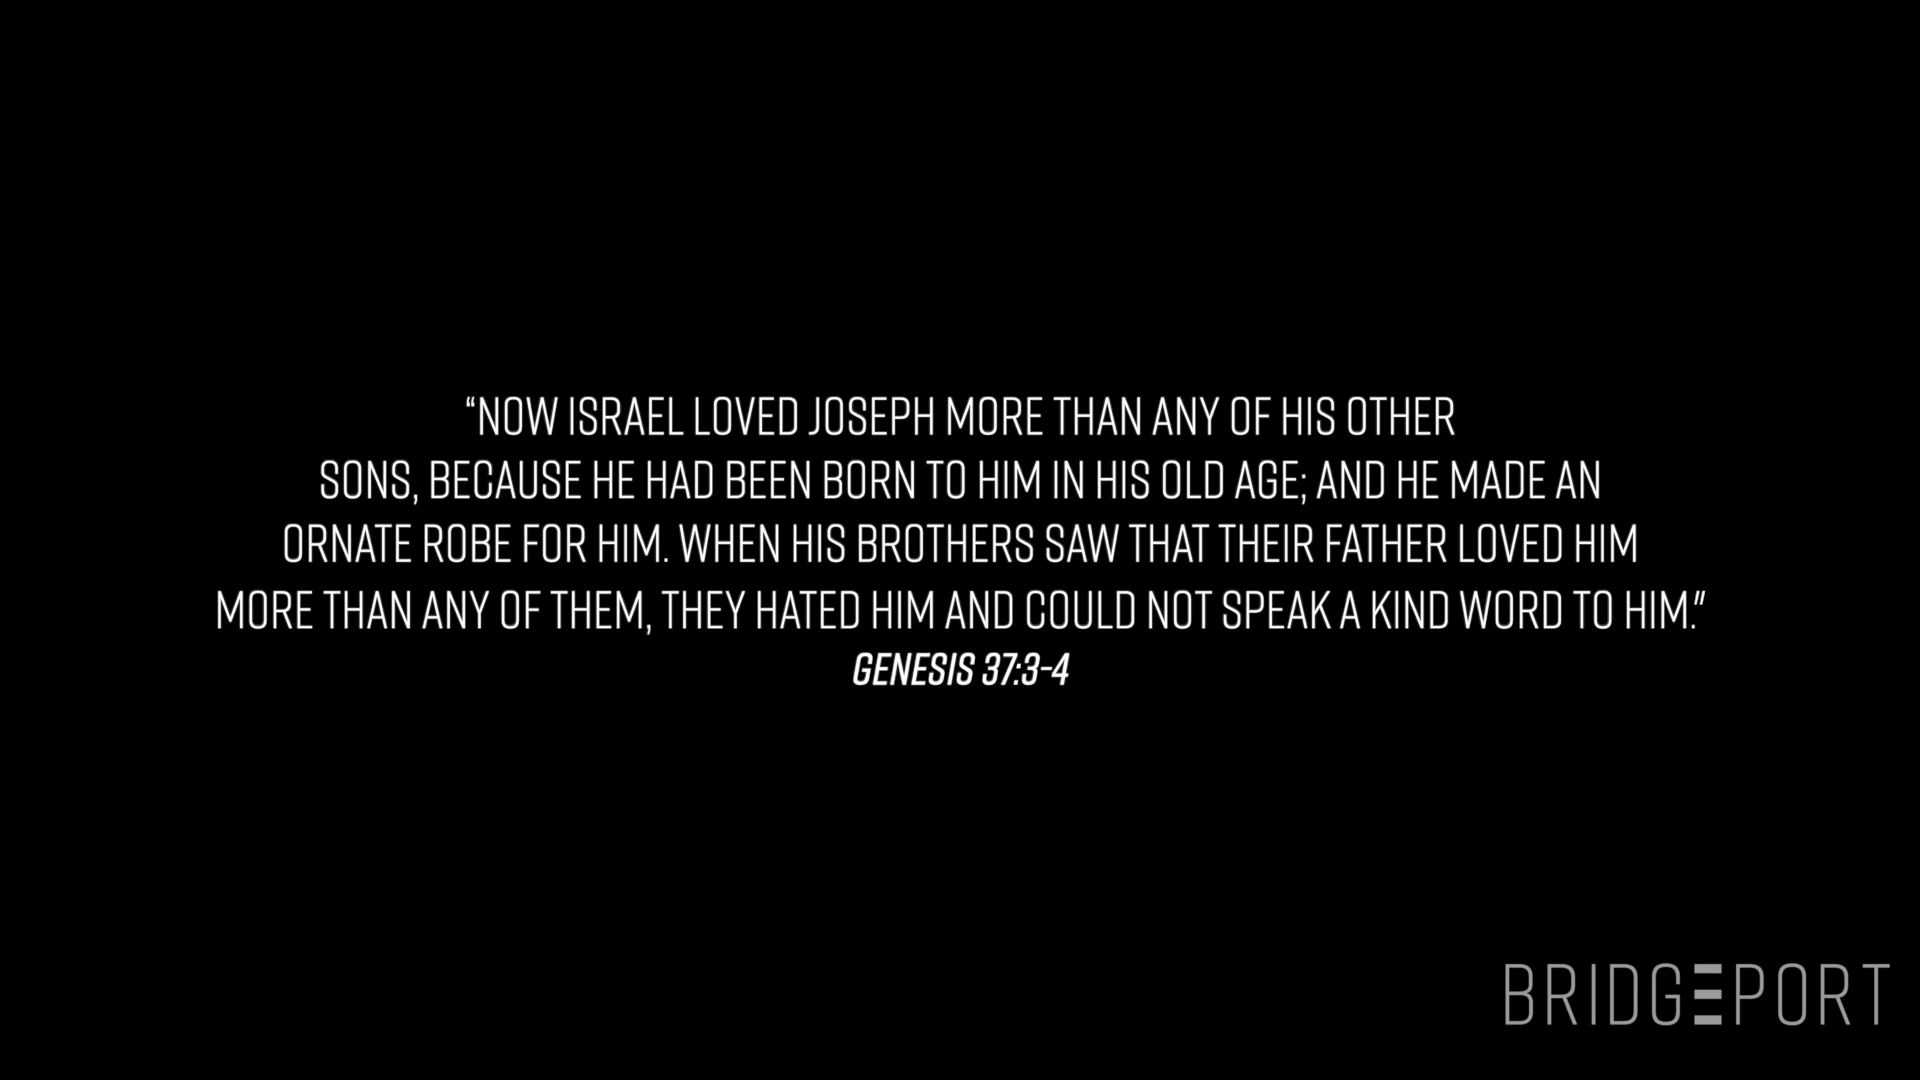 “NOW ISRAEL LOVED JOSEPH MORE THAN ANY OF HIS OTHER
SONS, BECAUSE HE HAD BEEN BORN TO HIM IN HIS OLD AGE; AND HE MADE AN
ORNATE ROBE FOR HIM. WHEN HIS BROTHERS SAW THAT THEIR FATHER LOVED HIM
MORE THAN ANY OF THEM, THEY HATED HIM AND COULD NOT SPEAK A KIND WORD TO HIM.”
GENESIS 37:3-4
BRIDGEPORT